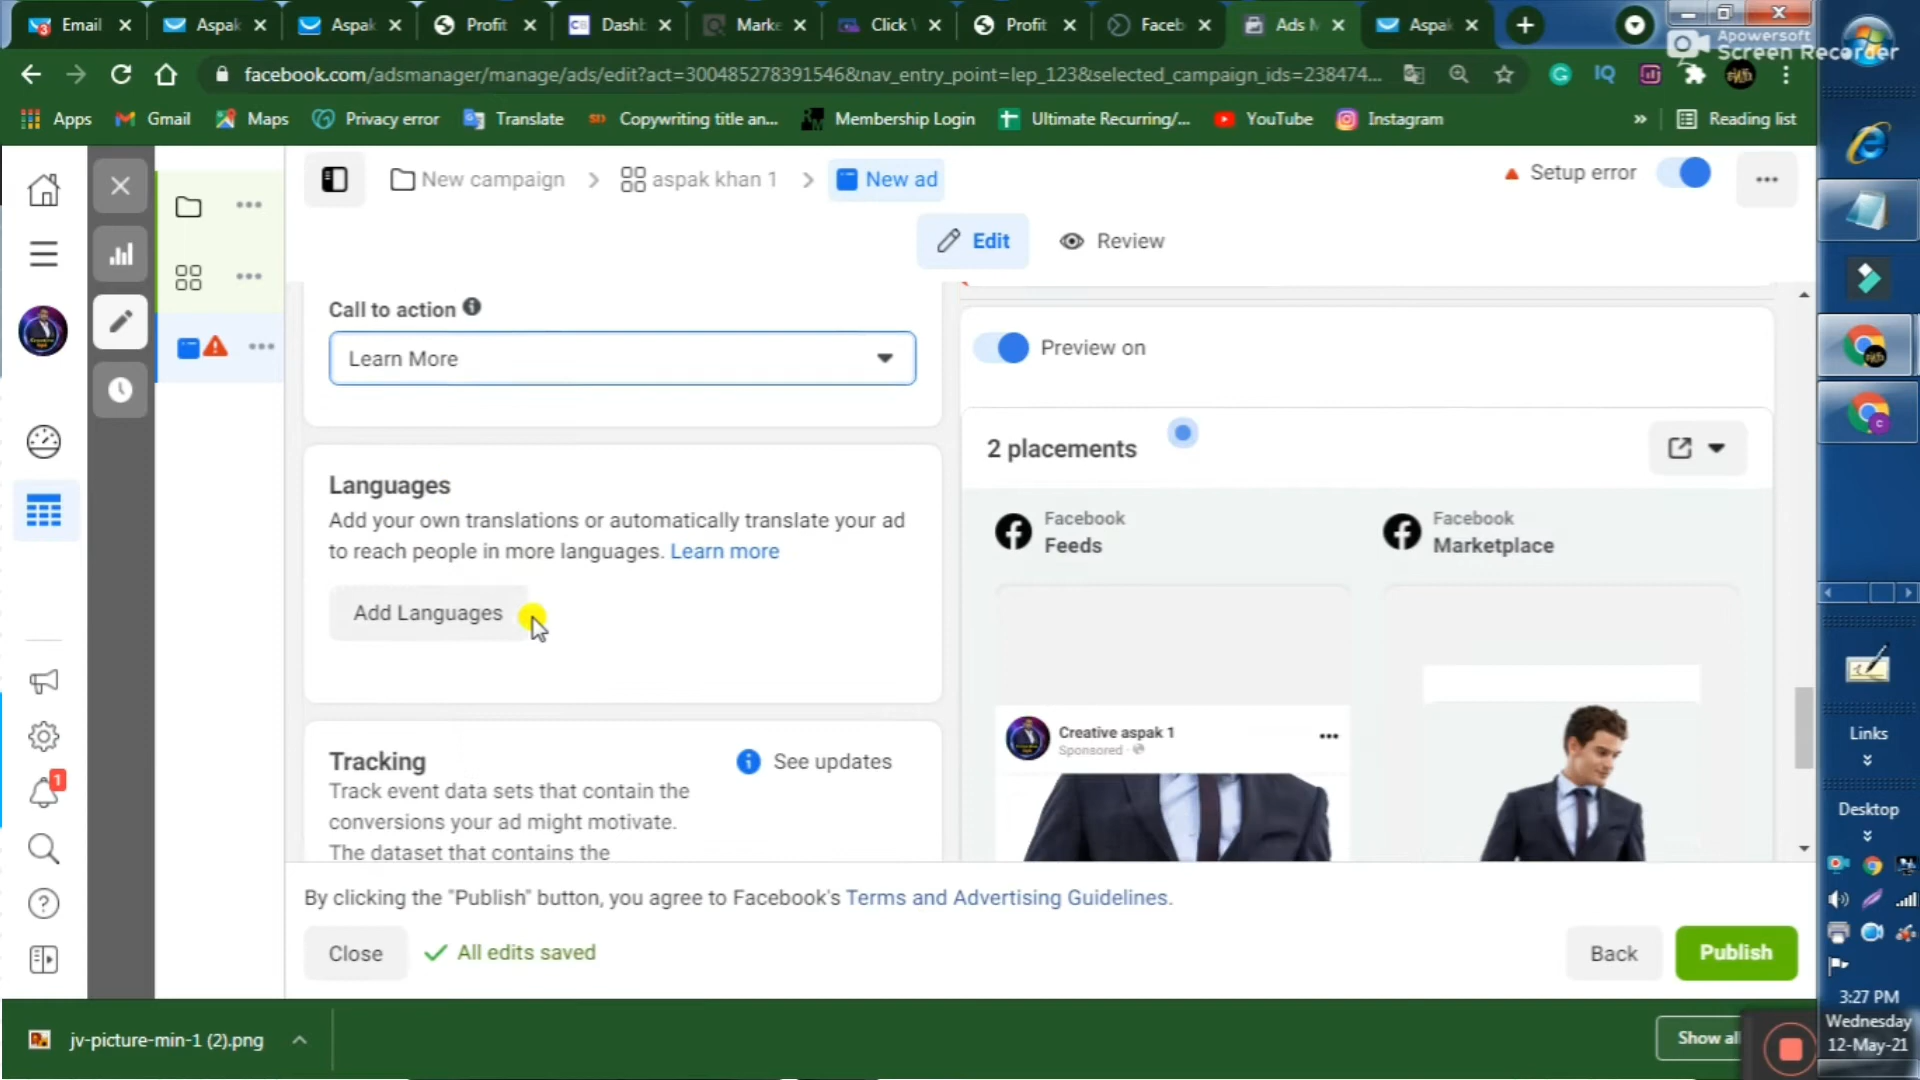 Email
Aspak
Aspak
Profit
Dashb
Marke
Click
Profit
Faceb
Ads M
Aspak
Apowersoft
Screen Recorder
facebook.com/adsmanager/manage/ads/edit?act=300485278391546&nav_entry_point=lep_123&selected_campaign_ids=238474...
IQ
Apps
Gmail
Maps
Privacy error
Translate
Copywriting title an...
Membership Login
Ultimate Recurring/...
YouTube
Instagram
»
Reading list
New campaign
aspak khan 1
New ad
Setup error
Edit
Review
Call to action
Learn More
Preview on
2 placements
Languages
Add your own translations or automatically translate your ad
to reach people in more languages. Learn more
Add Languages
Facebook
Feeds
Facebook
Marketplace
Creative aspak 1
Sponsored ·
Tracking
See updates
Track event data sets that contain the
conversions your ad might motivate.
The dataset that contains the
By clicking the "Publish" button, you agree to Facebook's Terms and Advertising Guidelines.
Close
All edits saved
Back
Publish
1
Links
Desktop
3:27 PM
Wednesday
12-May-21
jv-picture-min-1 (2).png
Show all